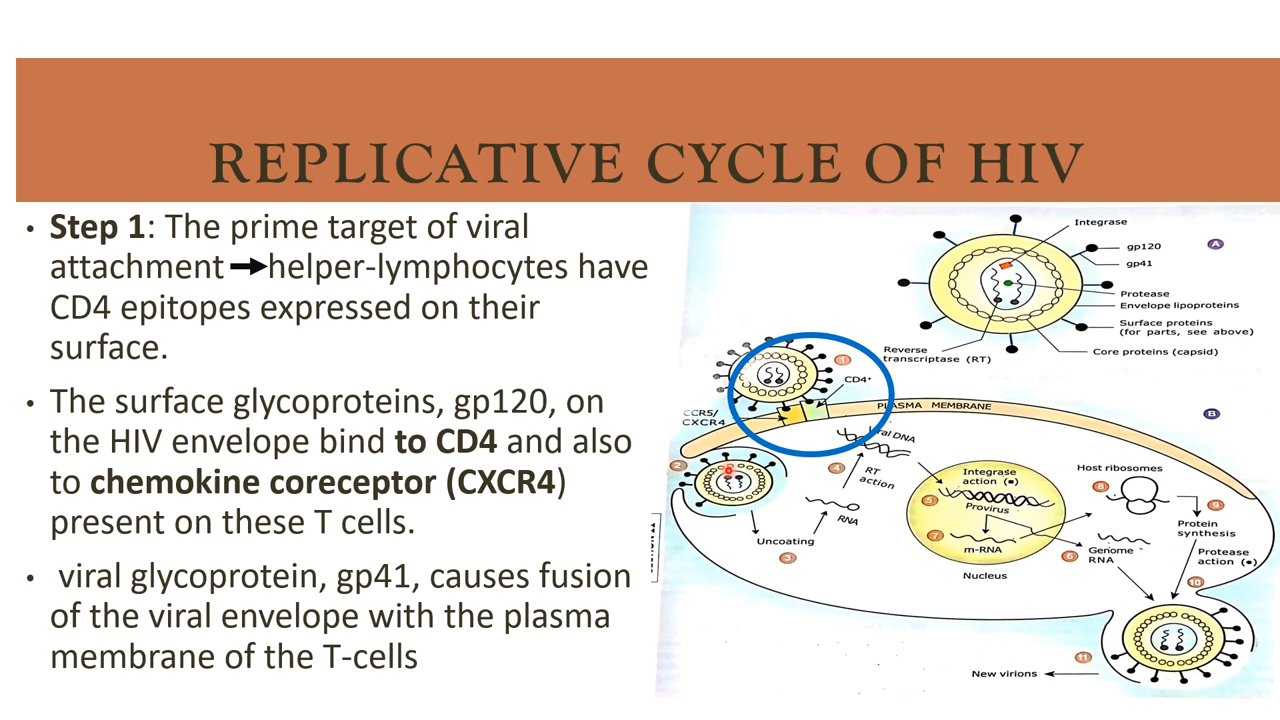 REPLICATIVE CYCLE OF HIV
• Step 1: The prime target of viral
attachment helper-lymphocytes have
CD4 epitopes expressed on their
surface.
• The surface glycoproteins, gp120, on
the HIV envelope bind to CD4 and also
to chemokine coreceptor (CXCR4)
present on these T cells.
• viral glycoprotein, gp41, causes fusion
of the viral envelope with the plasma
membrane of the T-cells
Integrase
gp120
A
gp41
Protease
Envelope lipoproteins
Surface proteins
(for parts, see above)
Core proteins (capsid)
Reverse
transcriptase (RT)
1
CD4+
CCR5/
CXCR4
PLASMA MEMBRANE
B
Viral DNA
2
4
RT
action
RNA
Uncoating
3
Integrase
action (•)
5
Provirus
7
m-RNA
Nucleus
Host ribosomes
8
9
Protein
synthesis
6
Genome
RNA
Protease
action (•)
10
11
New virions